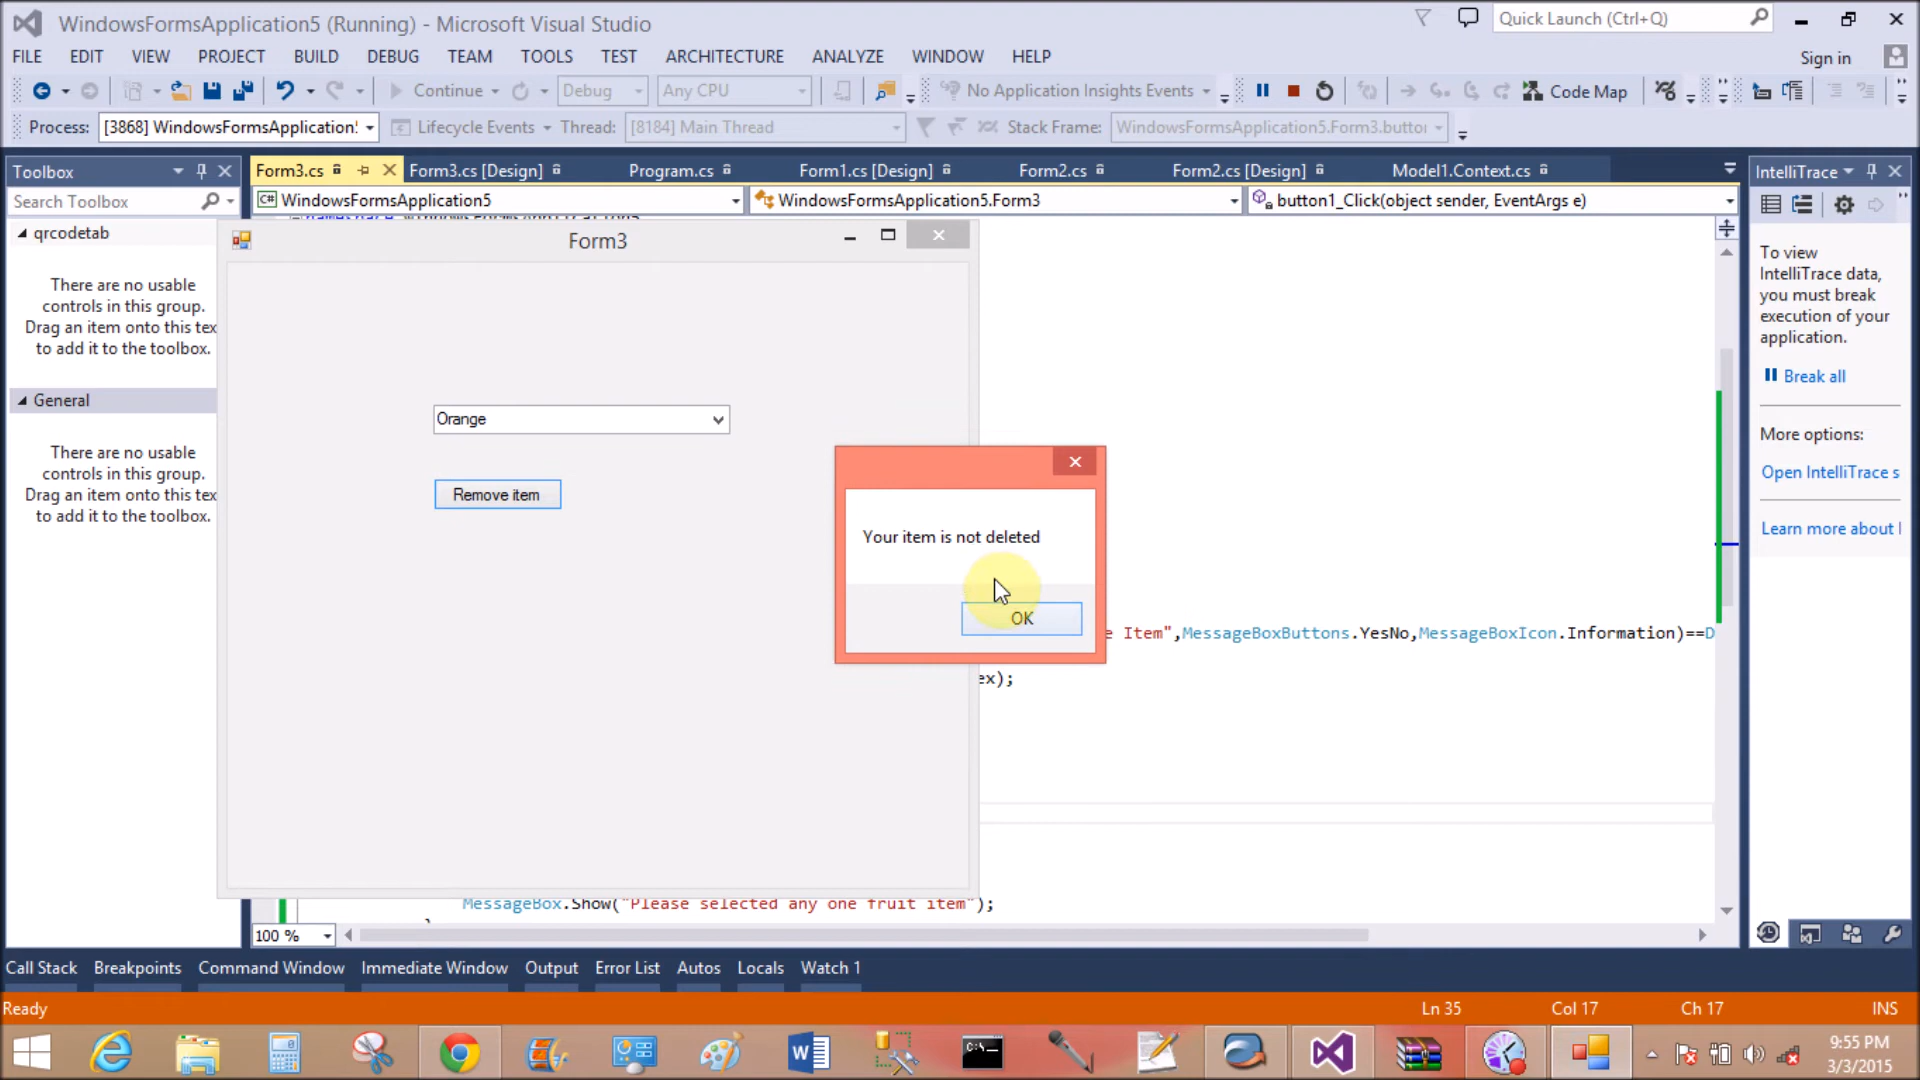 WindowsFormsApplication5 (Running) - Microsoft Visual Studio
Quick Launch (Ctrl+Q)
FILE EDIT VIEW PROJECT BUILD DEBUG TEAM TOOLS TEST ARCHITECTURE ANALYZE WINDOW HELP
Sign in
Continue Debug Any CPU No Application Insights Events Code Map
Process: [3868] WindowsFormsApplication! Lifecycle Events Thread: [8184] Main Thread Stack Frame: WindowsFormsApplication5.Form3.button
Toolbox
Form3.cs Form3.cs [Design] Program.cs Form1.cs [Design] Form2.cs Form2.cs [Design] Model1.Context.cs
IntelliTrace
Search Toolbox
C# WindowsFormsApplication5 WindowsFormsApplication5.Form3 button1_Click(object sender, EventArgs e)
qrcodetab
There are no usable
controls in this group.
Drag an item onto this tex
to add it to the toolbox.
General
There are no usable
controls in this group.
Drag an item onto this tex
to add it to the toolbox.
Form3
Orange
Remove item
Your item is not deleted
OK
e Item",MessageBoxButtons.YesNo,MessageBoxIcon.Information)==D
ex);
MessageBox.Show("Please selected any one fruit item");
100 %
To view
IntelliTrace data,
you must break
execution of your
application.
Break all
More options:
Open IntelliTrace s
Learn more about I
Call Stack Breakpoints Command Window Immediate Window Output Error List Autos Locals Watch 1
Ready
Ln 35 Col 17 Ch 17 INS
C:\.
9:55 PM
3/3/2015